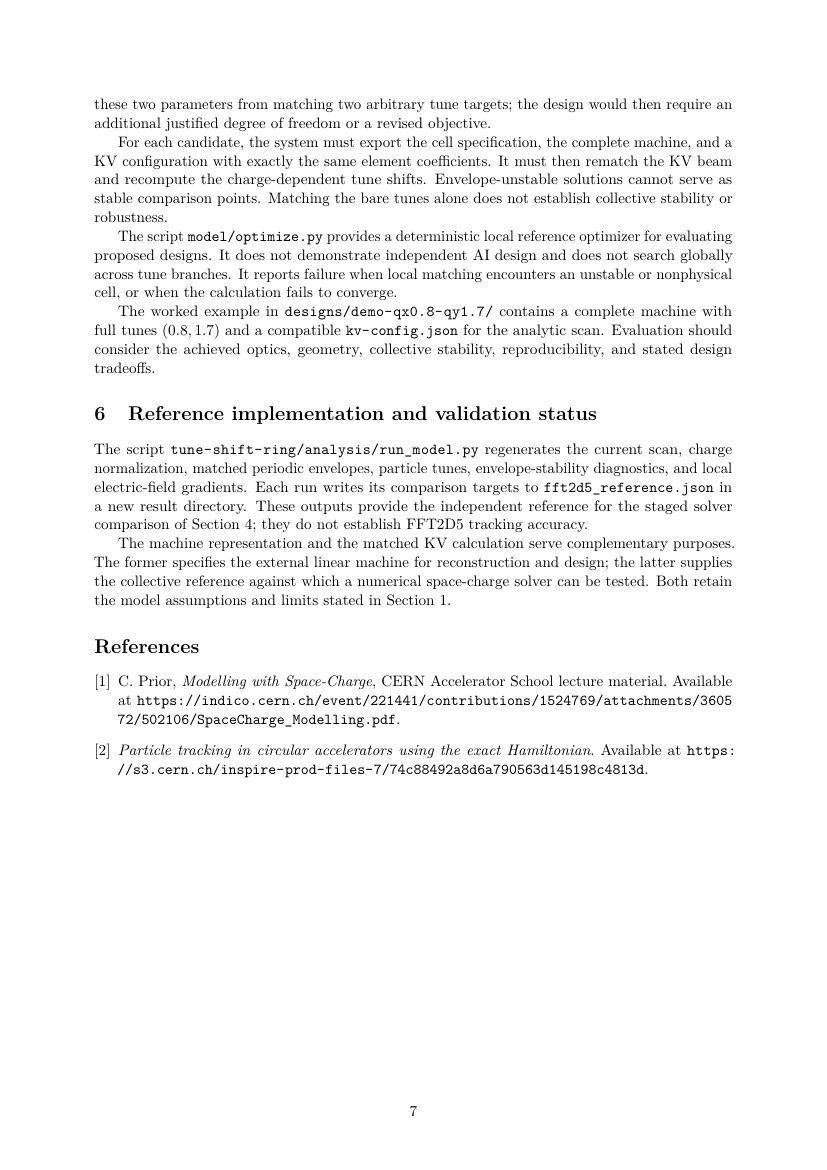 these two parameters from matching two arbitrary tune targets; the design would then require an
additional justified degree of freedom or a revised objective.
For each candidate, the system must export the cell specification, the complete machine, and a
KV configuration with exactly the same element coefficients. It must then rematch the KV beam
and recompute the charge-dependent tune shifts. Envelope-unstable solutions cannot serve as
stable comparison points. Matching the bare tunes alone does not establish collective stability or
robustness.
The script model/optimize.py provides a deterministic local reference optimizer for evaluating
proposed designs. It does not demonstrate independent AI design and does not search globally
across tune branches. It reports failure when local matching encounters an unstable or nonphysical
cell, or when the calculation fails to converge.
The worked example in designs/demo-qx0.8-qy1.7/ contains a complete machine with
full tunes (0.8, 1.7) and a compatible kv-config.json for the analytic scan. Evaluation should
consider the achieved optics, geometry, collective stability, reproducibility, and stated design
tradeoffs.
6 Reference implementation and validation status
The script tune-shift-ring/analysis/run_model.py regenerates the current scan, charge
normalization, matched periodic envelopes, particle tunes, envelope-stability diagnostics, and local
electric-field gradients. Each run writes its comparison targets to fft2d5_reference.json in
a new result directory. These outputs provide the independent reference for the staged solver
comparison of Section 4; they do not establish FFT2D5 tracking accuracy.
The machine representation and the matched KV calculation serve complementary purposes.
The former specifies the external linear machine for reconstruction and design; the latter supplies
the collective reference against which a numerical space-charge solver can be tested. Both retain
the model assumptions and limits stated in Section 1.
References
[1] C. Prior, Modelling with Space-Charge, CERN Accelerator School lecture material. Available
at https://indico.cern.ch/event/221441/contributions/1524769/attachments/3605
72/502106/SpaceCharge_Modelling.pdf.
[2] Particle tracking in circular accelerators using the exact Hamiltonian. Available at https:
//s3.cern.ch/inspire-prod-files-7/74c88492a8d6a790563d145198c4813d.
7